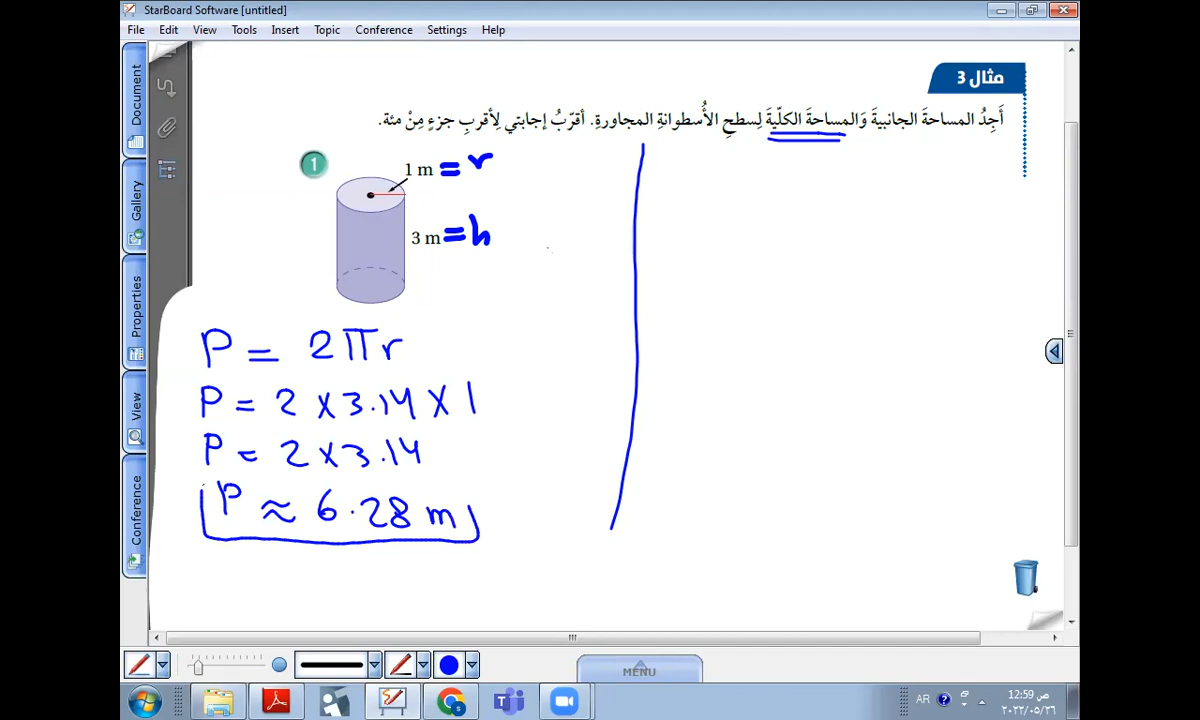 StarBoard Software [untitled]
File Edit View Tools Insert Topic Conference Settings Help
Document
Gallery
Properties
View
Conference
مثال 3
أَجِدُ المساحةَ الجانبيةَ وَالمساحةَ الكلّيةَ لِسطحِ الأُسطوانةِ المجاورةِ. أقرّبُ إجابتي لِأقربِ جزءٍ مِنْ مئة.
1
1 m = r
3 m = h
P = 2πr
P = 2 × 3.14 × 1
P = 2 × 3.14
P ≈ 6.28 m
MENU
AR
12:59 ص
٢٠٢٢/٠٥/٢٦